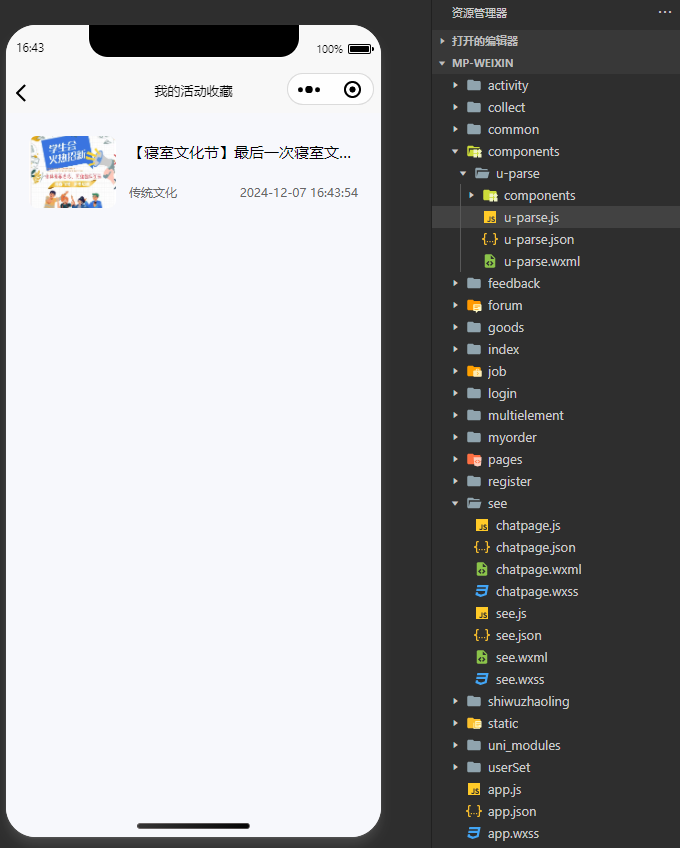 16:43
100%
我的活动收藏
学生会
火热招新
【寝室文化节】最后一次寝室文...
传统文化
2024-12-07 16:43:54
资源管理器
打开的编辑器
MP-WEIXIN
activity
collect
common
components
u-parse
components
u-parse.js
u-parse.json
u-parse.wxml
feedback
forum
goods
index
job
login
multielement
myorder
pages
register
see
chatpage.js
chatpage.json
chatpage.wxml
chatpage.wxss
see.js
see.json
see.wxml
see.wxss
shiwuzhaoling
static
uni_modules
userSet
app.js
app.json
app.wxss